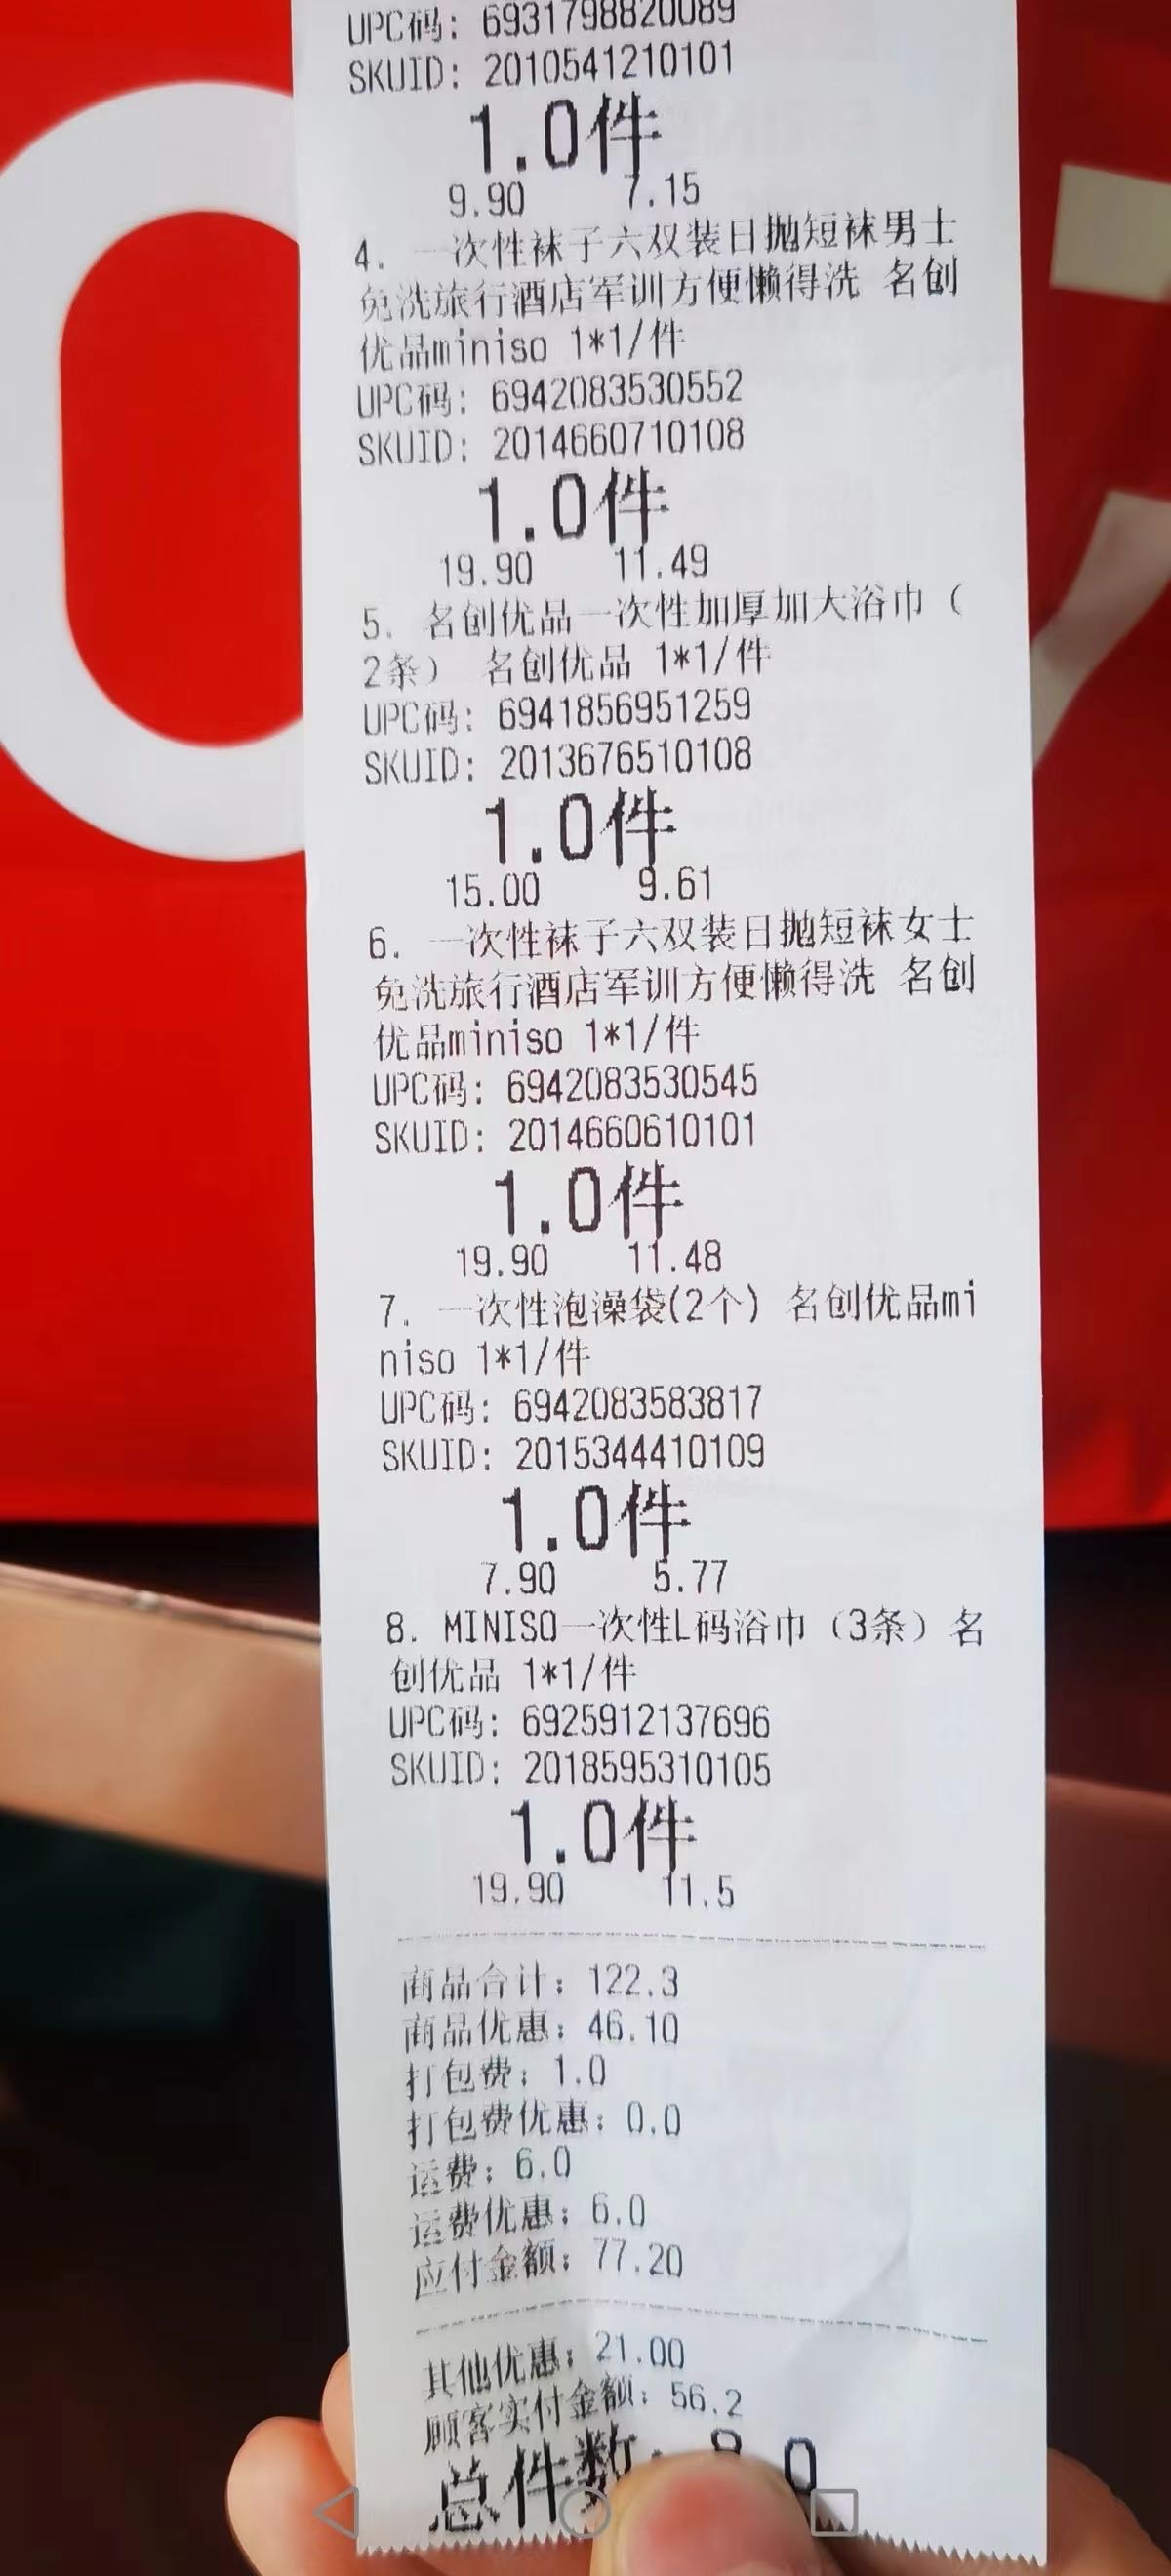 UPC码: 6931798820089
SKUID: 2010541210101
1.0件
9.90 7.15
4. 一次性袜子六双装日抛短袜男士
免洗旅行酒店军训方便懒得洗 名创
优品miniso 1*1/件
UPC码: 6942083530552
SKUID: 2014660710108
1.0件
19.90 11.49
5. 名创优品一次性加厚加大浴巾（
2条） 名创优品 1*1/件
UPC码: 6941856951259
SKUID: 2013676510108
1.0件
15.00 9.61
6. 一次性袜子六双装日抛短袜女士
免洗旅行酒店军训方便懒得洗 名创
优品miniso 1*1/件
UPC码: 6942083530545
SKUID: 2014660610101
1.0件
19.90 11.48
7. 一次性泡澡袋(2个) 名创优品mi
niso 1*1/件
UPC码: 6942083583817
SKUID: 2015344410109
1.0件
7.90 5.77
8. MINISO一次性L码浴巾（3条）名
创优品 1*1/件
UPC码: 6925912137696
SKUID: 2018595310105
1.0件
19.90 11.5
商品合计: 122.3
商品优惠: 46.10
打包费: 1.0
打包费优惠: 0.0
运费: 6.0
运费优惠: 6.0
应付金额: 77.20
其他优惠: 21.00
顾客实付金额: 56.2
总件数: 8.0